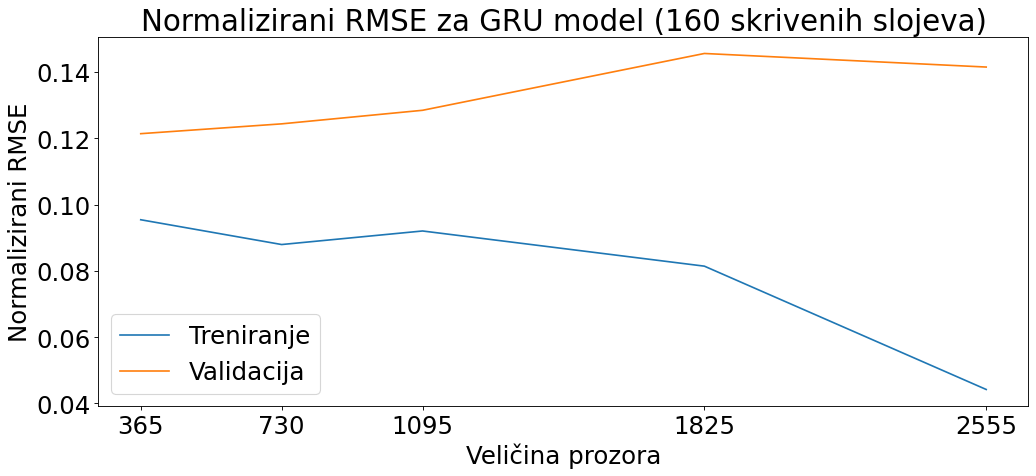 Normalizirani RMSE za GRU model (160 skrivenih slojeva)
Normalizirani RMSE
0.14
0.12
0.10
0.08
0.06
0.04
Treniranje
Validacija
365 730 1095 1825 2555
Veličina prozora